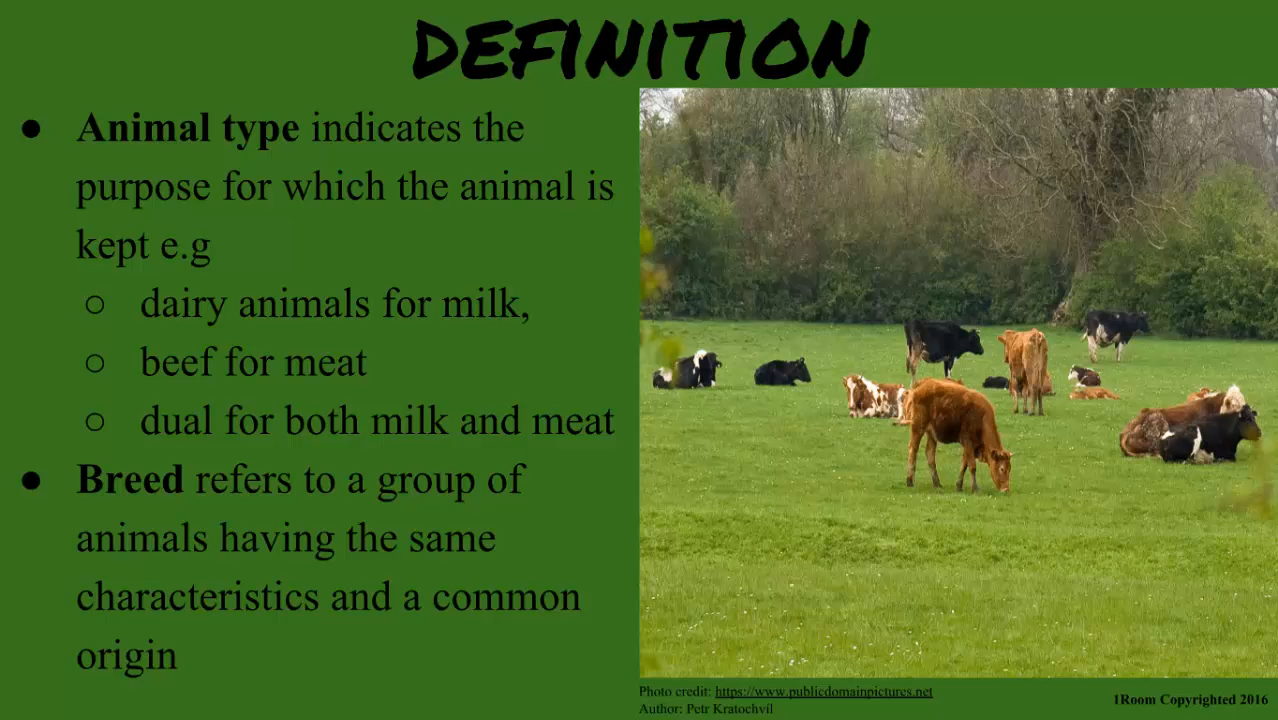 DEFINITION
● Animal type indicates the
purpose for which the animal is
kept e.g
○ dairy animals for milk,
○ beef for meat
○ dual for both milk and meat
● Breed refers to a group of
animals having the same
characteristics and a common
origin
Photo credit: https://www.publicdomainpictures.net
Author: Petr Kratochvíl
1Room Copyrighted 2016